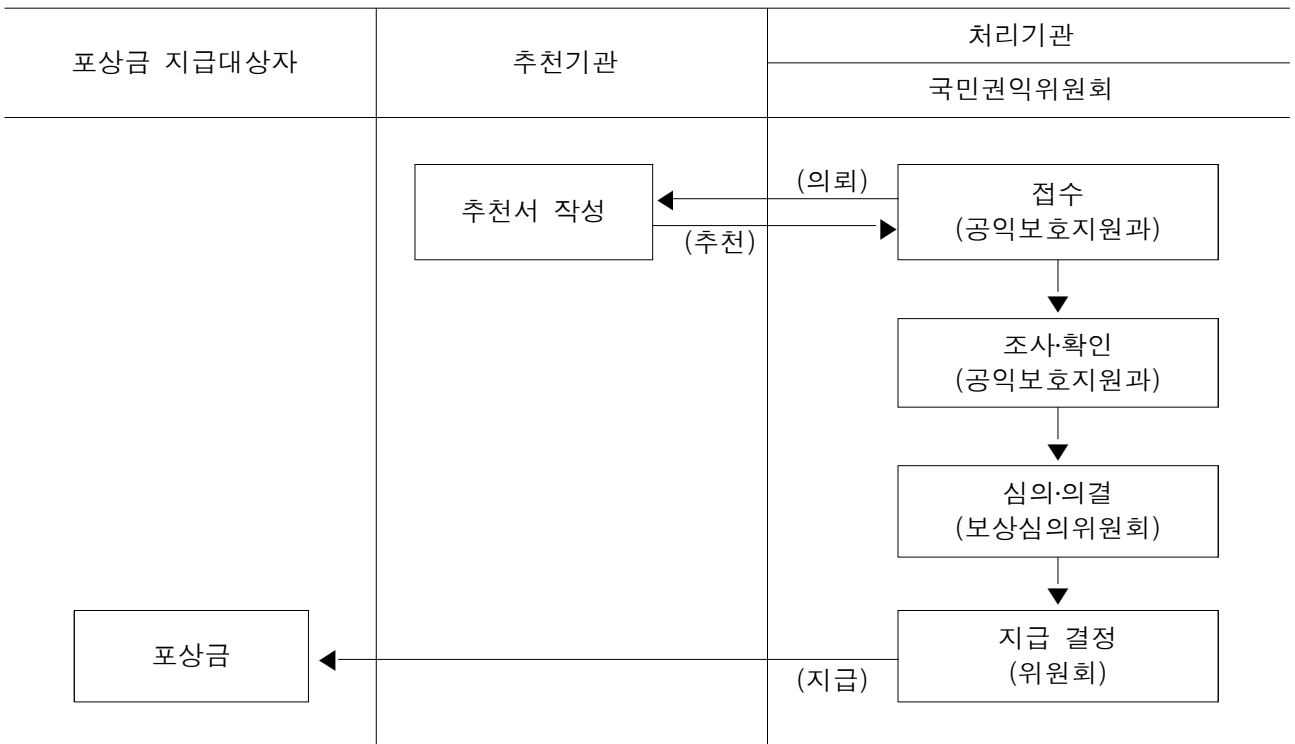 포상금 지급대상자
추천기관
처리기관
국민권익위원회
추천서 작성
(의뢰)
(추천)
접수
(공익보호지원과)
조사·확인
(공익보호지원과)
심의·의결
(보상심의위원회)
포상금
(지급)
지급 결정
(위원회)